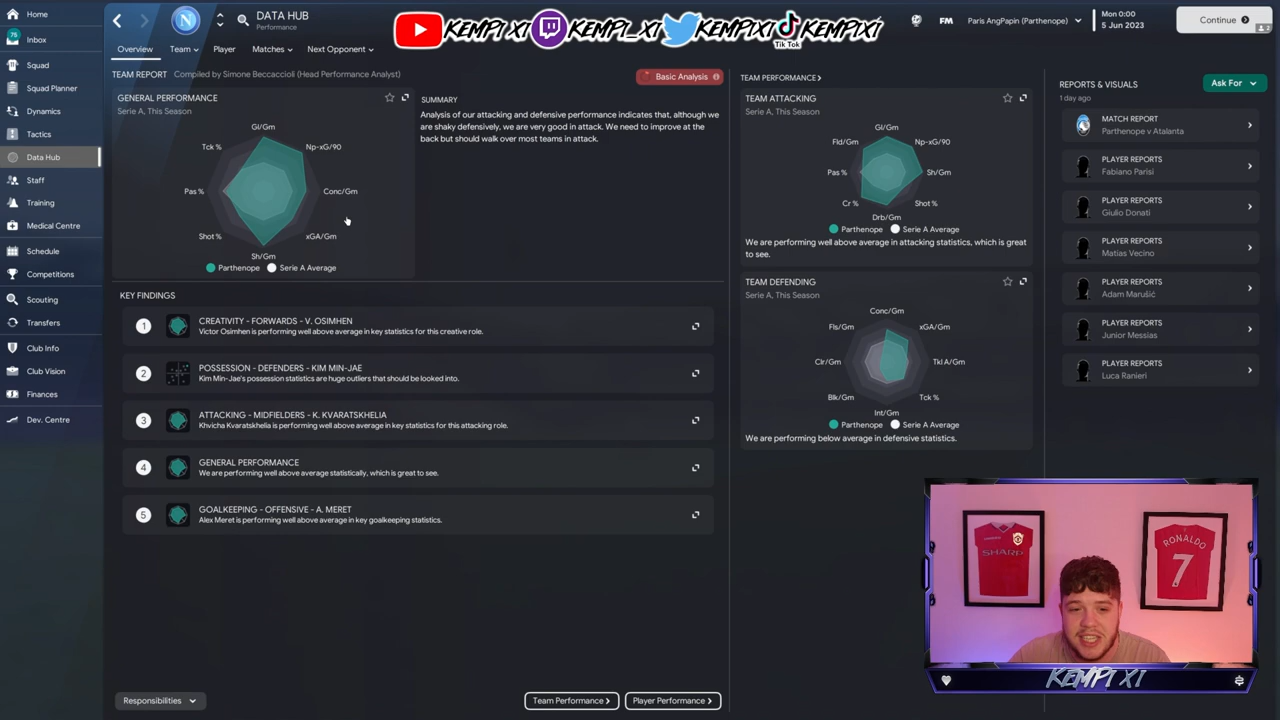 Home
75
Inbox
Squad
Squad Planner
Dynamics
Tactics
Data Hub
Staff
Training
Medical Centre
Schedule
Competitions
Scouting
Transfers
Club Info
Club Vision
Finances
Dev. Centre
N
DATA HUB
Performance
KEMPI XI
KEMPI_XI
KEMPIXI
Tik Tok
KEMPIXI
FM
Paris AngPapin (Parthenope)
Mon 0:00
5 Jun 2023
Continue
Overview
Team
Player
Matches
Next Opponent
TEAM REPORT
Compiled by Simone Beccaccioli (Head Performance Analyst)
Basic Analysis
GENERAL PERFORMANCE
Serie A, This Season
Gl/Gm
Tck %
Np-xG/90
Pas %
Conc/Gm
Shot %
xGA/Gm
Sh/Gm
Parthenope
Serie A Average
SUMMARY
Analysis of our attacking and defensive performance indicates that, although we
are shaky defensively, we are very good in attack. We need to improve at the
back but should walk over most teams in attack.
KEY FINDINGS
1
CREATIVITY - FORWARDS - V. OSIMHEN
Victor Osimhen is performing well above average in key statistics for this creative role.
2
POSSESSION - DEFENDERS - KIM MIN-JAE
Kim Min-Jae's possession statistics are huge outliers that should be looked into.
3
ATTACKING - MIDFIELDERS - K. KVARATSKHELIA
Khvicha Kvaratskhelia is performing well above average in key statistics for this attacking role.
4
GENERAL PERFORMANCE
We are performing well above average statistically, which is great to see.
5
GOALKEEPING - OFFENSIVE - A. MERET
Alex Meret is performing well above average in key goalkeeping statistics.
Responsibilities
Team Performance
Player Performance
TEAM PERFORMANCE
TEAM ATTACKING
Serie A, This Season
Gl/Gm
Fld/Gm
Np-xG/90
Pas %
Sh/Gm
Cr %
Shot %
Drb/Gm
Parthenope
Serie A Average
We are performing well above average in attacking statistics, which is great
to see.
TEAM DEFENDING
Serie A, This Season
Conc/Gm
Fls/Gm
xGA/Gm
Clr/Gm
Tkl A/Gm
Blk/Gm
Tck %
Int/Gm
Parthenope
Serie A Average
We are performing below average in defensive statistics.
REPORTS & VISUALS
1 day ago
Ask For
MATCH REPORT
Parthenope v Atalanta
PLAYER REPORTS
Fabiano Parisi
PLAYER REPORTS
Giulio Donati
PLAYER REPORTS
Matias Vecino
PLAYER REPORTS
Adam Marušić
PLAYER REPORTS
Junior Messias
PLAYER REPORTS
Luca Ranieri
SHARP
RONALDO
7
KEMPI XI